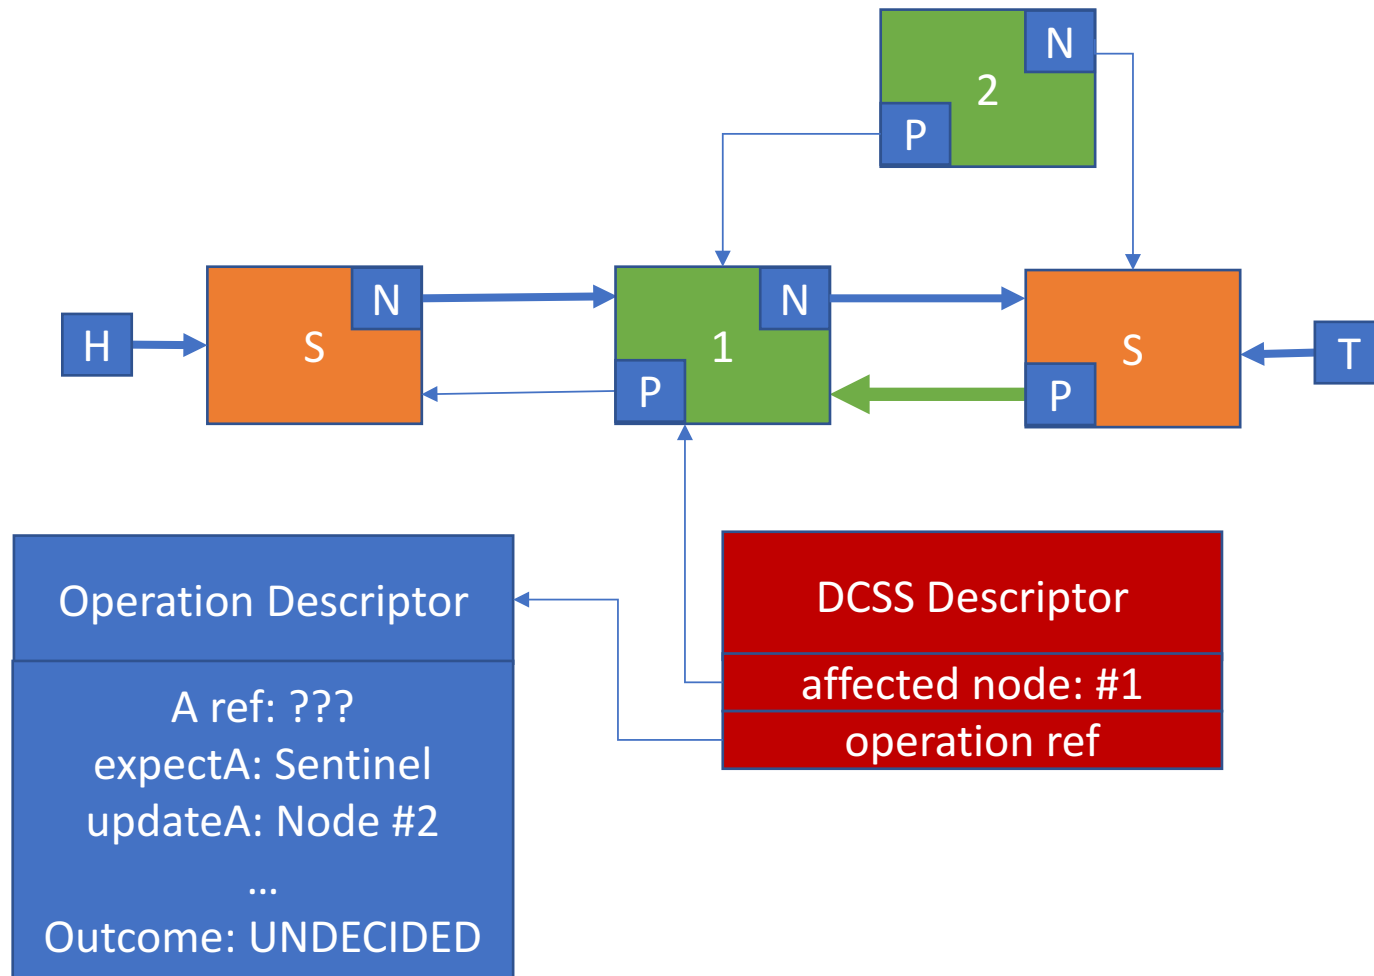 N
2
P
N
S
H
N
1
P
S
P
T
Operation Descriptor
A ref: ???
expectA: Sentinel
updateA: Node #2
...
Outcome: UNDECIDED
DCSS Descriptor
affected node: #1
operation ref